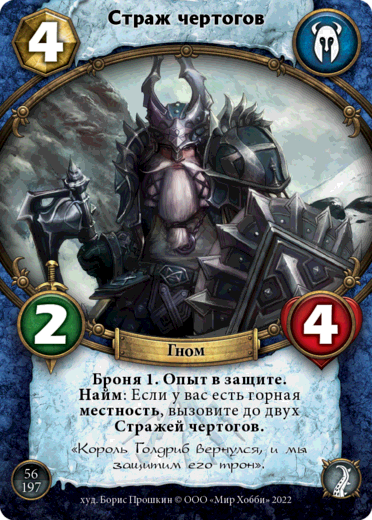 Страж чертогов
4
2
4
Гном
Броня 1. Опыт в защите.
Найм: Если у вас есть горная
местность, вызовите до двух
Стражей чертогов.
«Король Голдриб вернулся, и мы
защитим его трон».
56
197
худ. Борис Прошкин © ООО «Мир Хобби» 2022